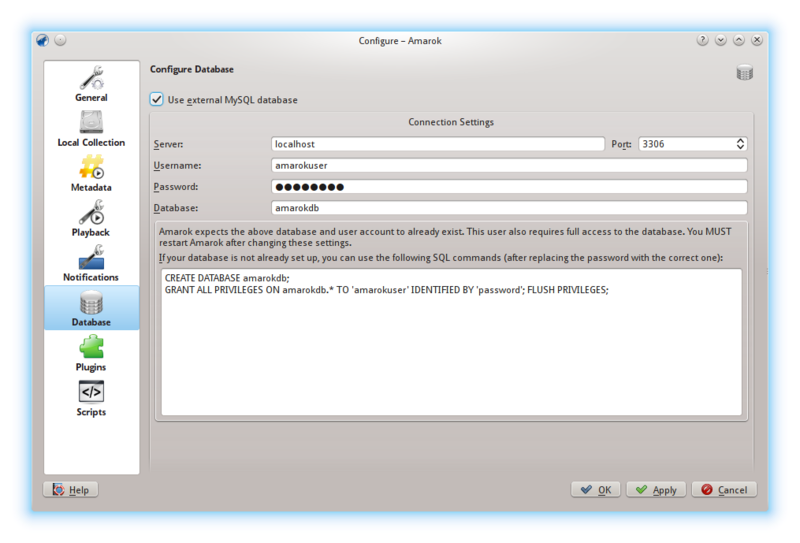 Configure – Amarok
General
Local Collection
Metadata
Playback
Notifications
Database
Plugins
Scripts
Configure Database
Use external MySQL database
Connection Settings
Server: localhost Port: 3306
Username: amarokuser
Password: ●●●●●●●●
Database: amarokdb
Amarok expects the above database and user account to already exist. This user also requires full access to the database. You MUST
restart Amarok after changing these settings.
If your database is not already set up, you can use the following SQL commands (after replacing the password with the correct one):
CREATE DATABASE amarokdb;
GRANT ALL PRIVILEGES ON amarokdb.* TO 'amarokuser' IDENTIFIED BY 'password'; FLUSH PRIVILEGES;
Help
OK
Apply
Cancel